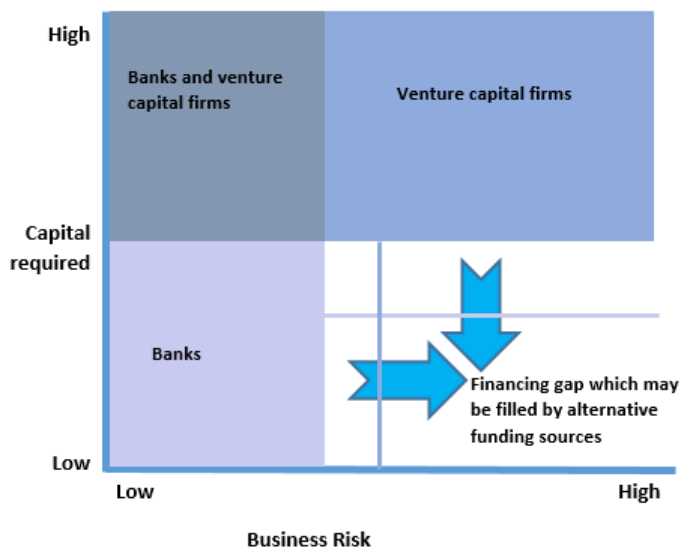 High
Banks and venture
capital firms
Venture capital firms
Capital
required
Banks
Financing gap which may
be filled by alternative
funding sources
Low
Low
High
Business Risk